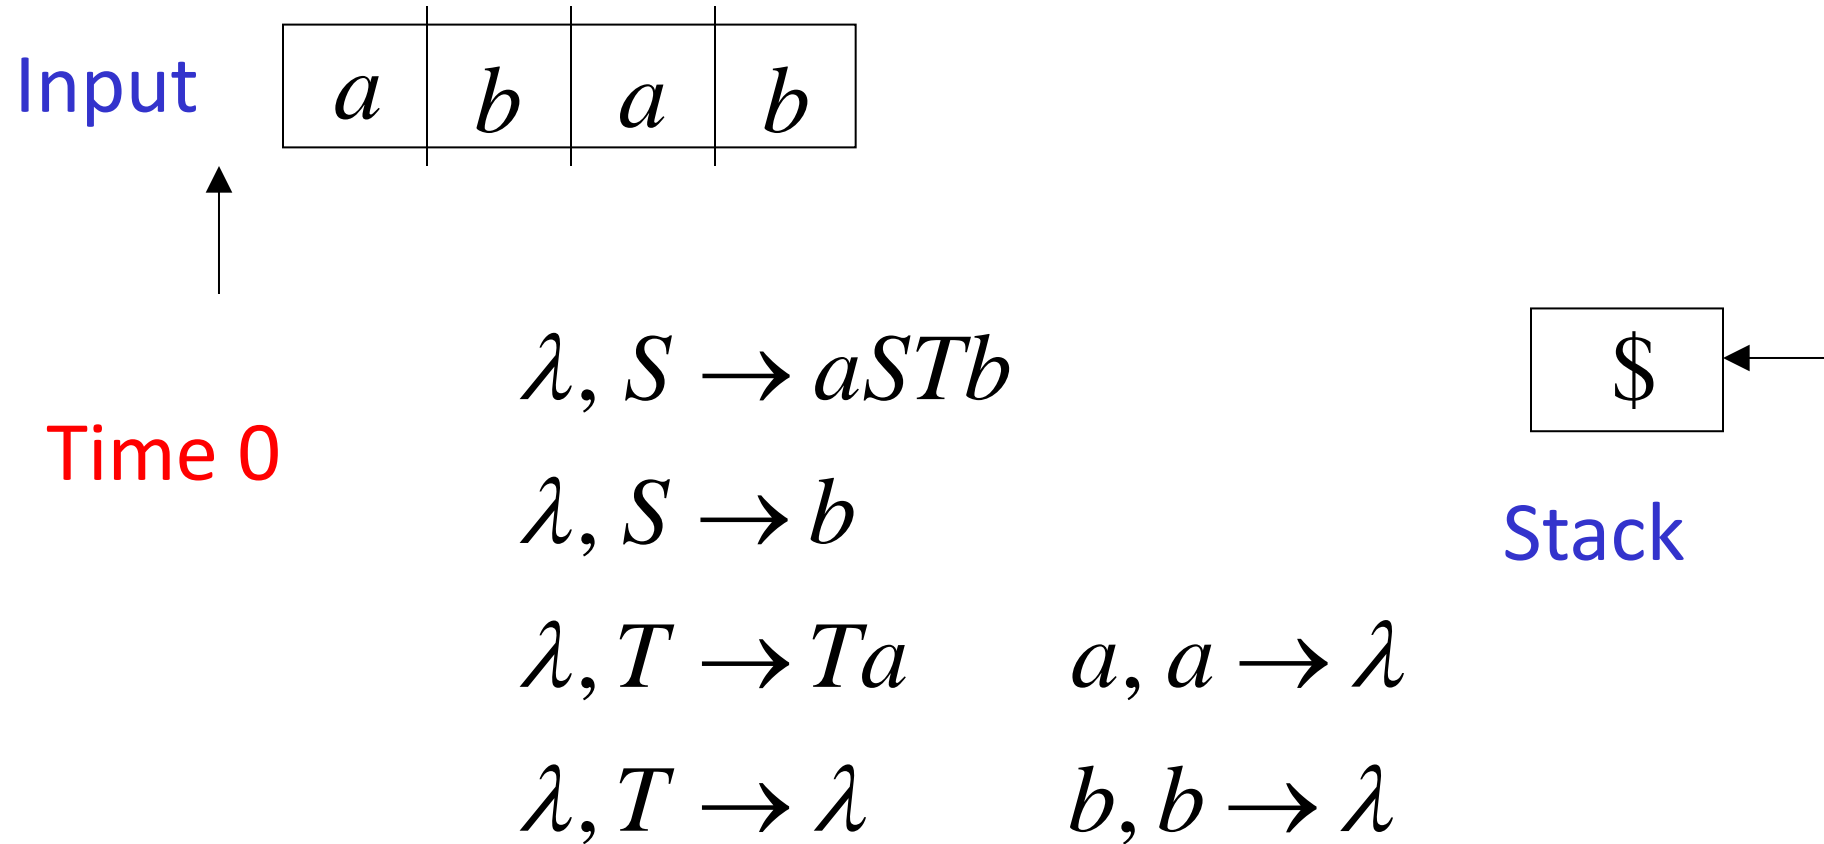 Input a b a b
λ, S → aSTb
$
Time 0
λ, S → b
Stack
λ, T → Ta a, a → λ
λ, T → λ b, b → λ